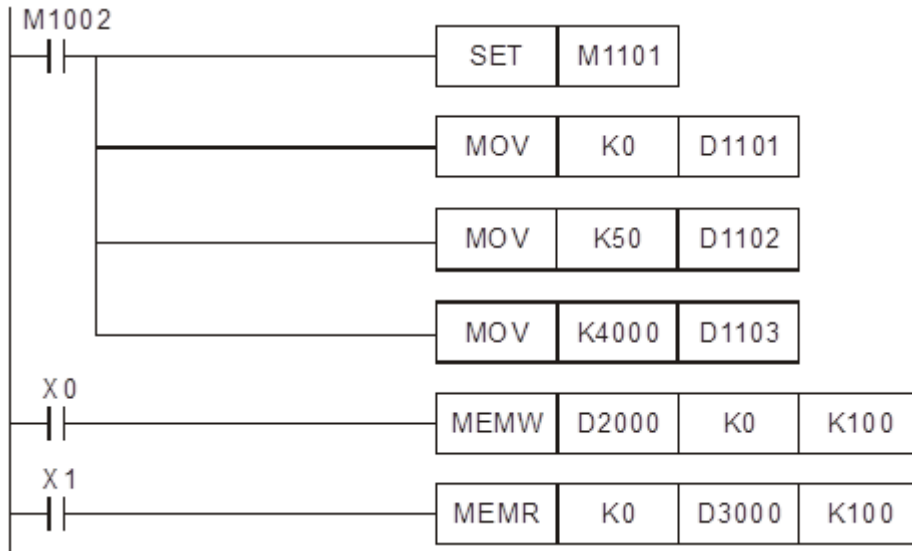 M1002
SET M1101
MOV K0 D1101
MOV K50 D1102
MOV K4000 D1103
X0
MEMW D2000 K0 K100
X1
MEMR K0 D3000 K100